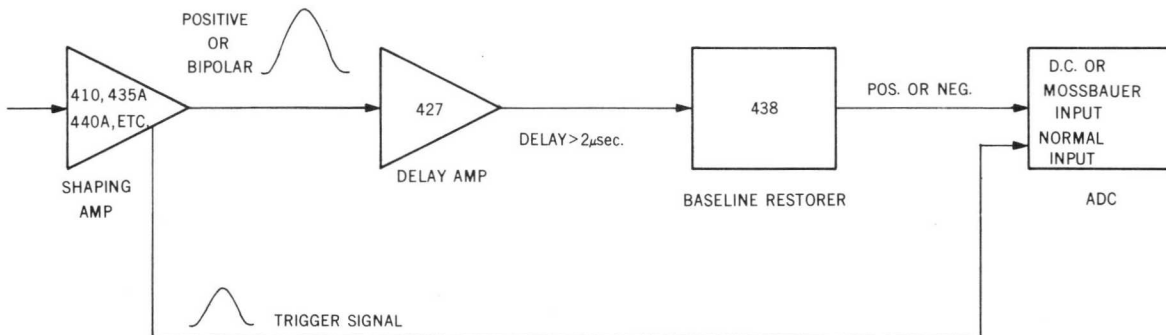 POSITIVE
OR
BIPOLAR
410, 435A
440A, ETC.
SHAPING
AMP
427
DELAY AMP
DELAY>2μsec.
438
BASELINE RESTORER
POS. OR NEG.
D.C. OR
MOSSBAUER
INPUT
NORMAL
INPUT
ADC
TRIGGER SIGNAL